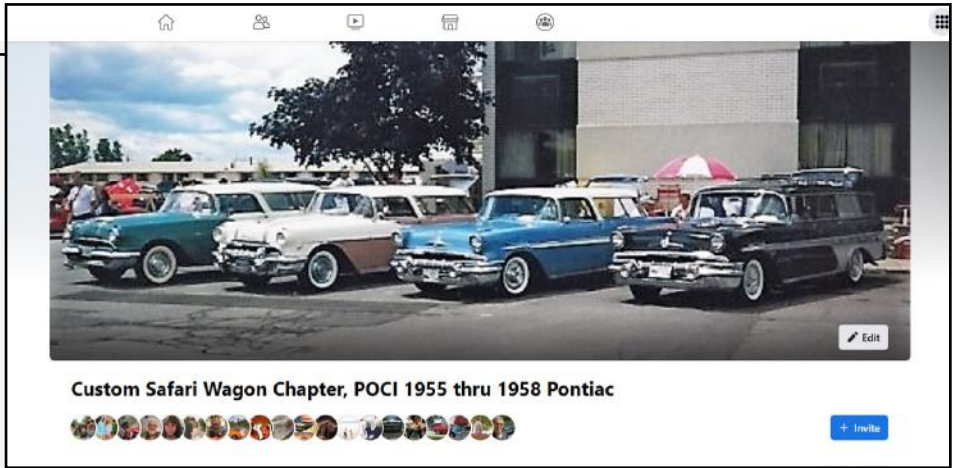 Edit
Custom Safari Wagon Chapter, POCI 1955 thru 1958 Pontiac
+ Invite